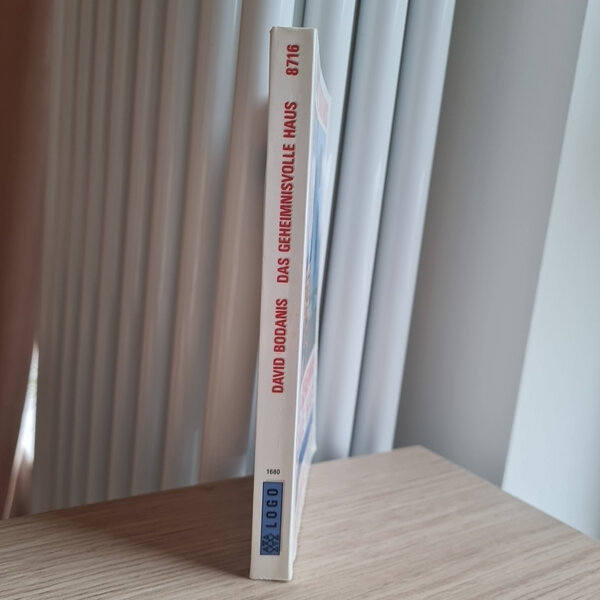 DAVID BODANIS DAS GEHEIMNISVOLLE HAUS 8716
1680
LOGO